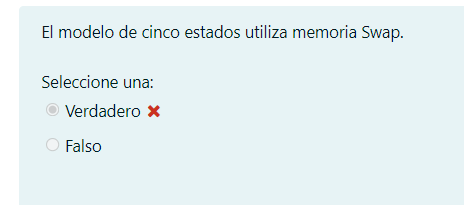 El modelo de cinco estados utiliza memoria Swap.
Seleccione una:
Verdadero
Falso